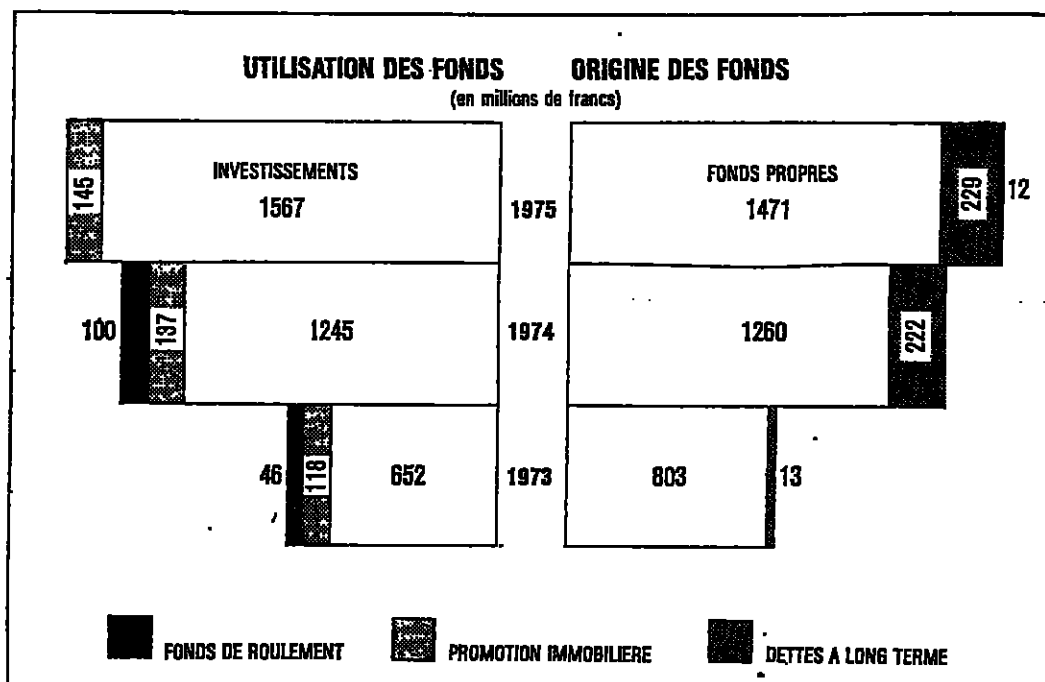 UTILISATION DES FONDS ORIGINE DES FONDS
(en millions de francs)
145 INVESTISSEMENTS 1567 1975 FONDS PROPRES 1471 229 12
100 137 1245 1974 1260 222
46 118 652 1973 803 13
FONDS DE ROULEMENT PROMOTION IMMOBILIERE DETTES A LONG TERME